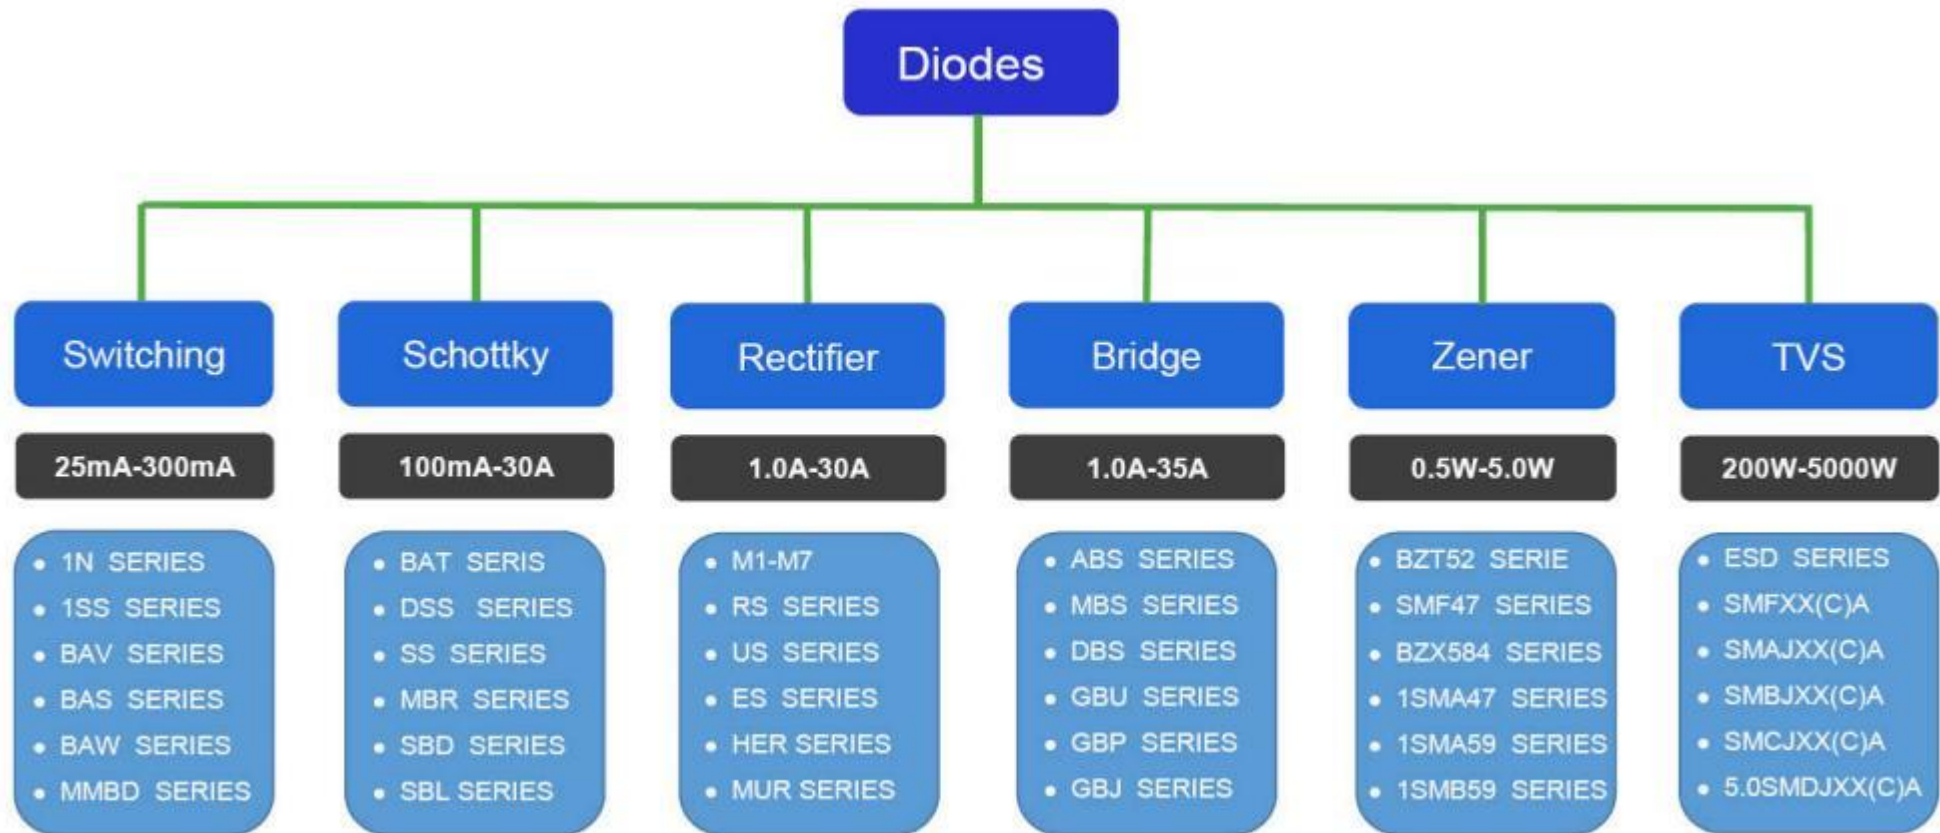 Diodes
Switching
Schottky
Rectifier
Bridge
Zener
TVS
25mA-300mA
100mA-30A
1.0A-30A
1.0A-35A
0.5W-5.0W
200W-5000W
• 1N SERIES
• 1SS SERIES
• BAV SERIES
• BAS SERIES
• BAW SERIES
• MMBD SERIES
• BAT SERIS
• DSS SERIES
• SS SERIES
• MBR SERIES
• SBD SERIES
• SBL SERIES
• M1-M7
• RS SERIES
• US SERIES
• ES SERIES
• HER SERIES
• MUR SERIES
• ABS SERIES
• MBS SERIES
• DBS SERIES
• GBU SERIES
• GBP SERIES
• GBJ SERIES
• BZT52 SERIE
• SMF47 SERIES
• BZX584 SERIES
• 1SMA47 SERIES
• 1SMA59 SERIES
• 1SMB59 SERIES
• ESD SERIES
• SMFXX(C)A
• SMAJXX(C)A
• SMBJXX(C)A
• SMCJXX(C)A
• 5.0SMDJXX(C)A